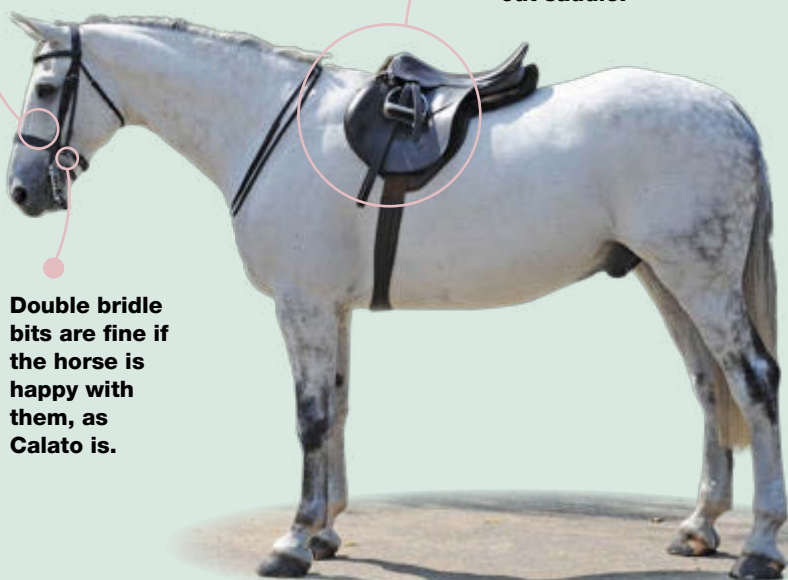 Double bridle
bits are fine if
the horse is
happy with
them, as
Calato is.